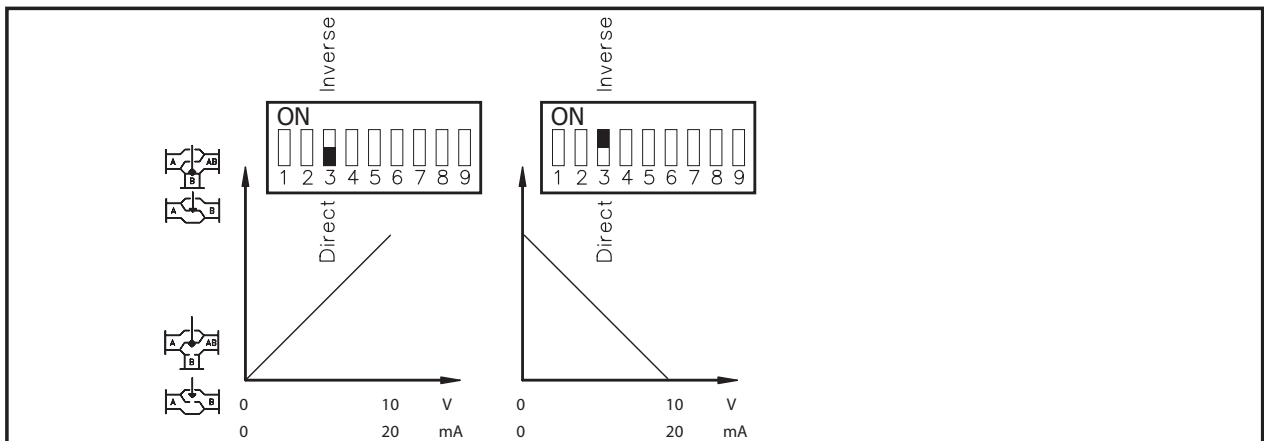 Inverse
Inverse
ON
ON
1 2 3 4 5 6 7 8 9
1 2 3 4 5 6 7 8 9
A AB
B
A B
Direct
Direct
A AB
B
A B
0 10 V
0 10 V
0 20 mA
0 20 mA